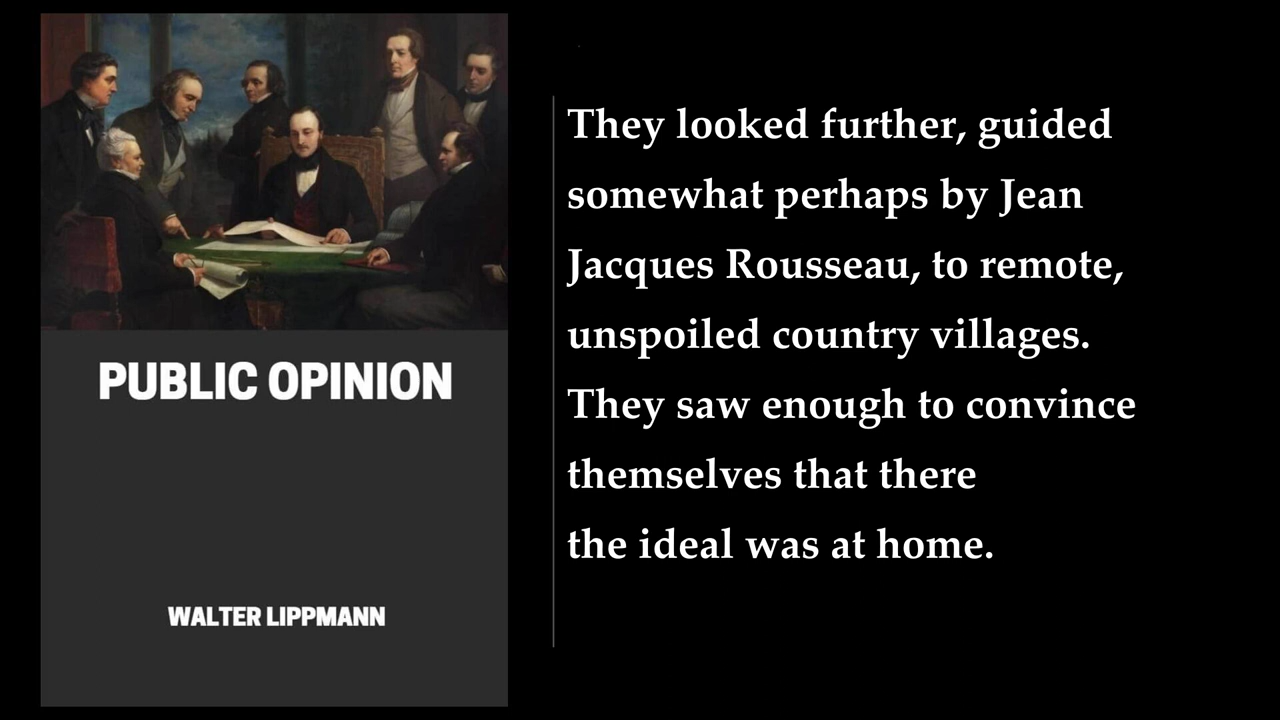 PUBLIC OPINION
WALTER LIPPMANN
They looked further, guided
somewhat perhaps by Jean
Jacques Rousseau, to remote,
unspoiled country villages.
They saw enough to convince
themselves that there
the ideal was at home.